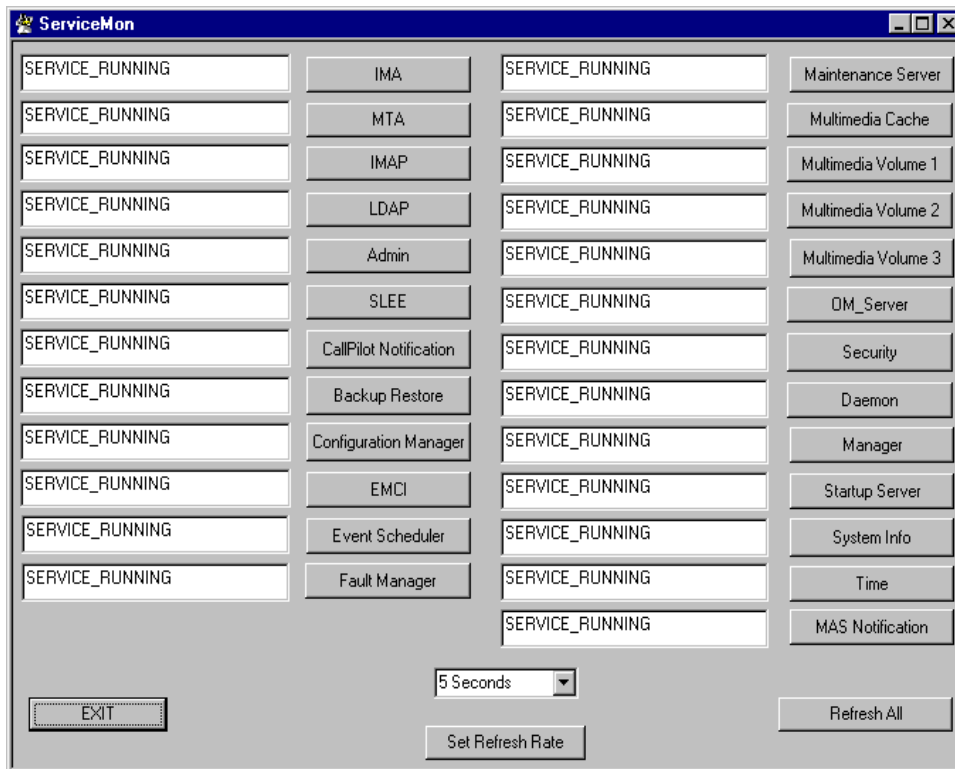 ServiceMon
SERVICE_RUNNING IMA SERVICE_RUNNING Maintenance Server
SERVICE_RUNNING MTA SERVICE_RUNNING Multimedia Cache
SERVICE_RUNNING IMAP SERVICE_RUNNING Multimedia Volume 1
SERVICE_RUNNING LDAP SERVICE_RUNNING Multimedia Volume 2
SERVICE_RUNNING Admin SERVICE_RUNNING Multimedia Volume 3
SERVICE_RUNNING SLEE SERVICE_RUNNING OM_Server
SERVICE_RUNNING CallPilot Notification SERVICE_RUNNING Security
SERVICE_RUNNING Backup Restore SERVICE_RUNNING Daemon
SERVICE_RUNNING Configuration Manager SERVICE_RUNNING Manager
SERVICE_RUNNING EMCI SERVICE_RUNNING Startup Server
SERVICE_RUNNING Event Scheduler SERVICE_RUNNING System Info
SERVICE_RUNNING Fault Manager SERVICE_RUNNING Time
SERVICE_RUNNING MAS Notification
5 Seconds
EXIT Refresh All
Set Refresh Rate